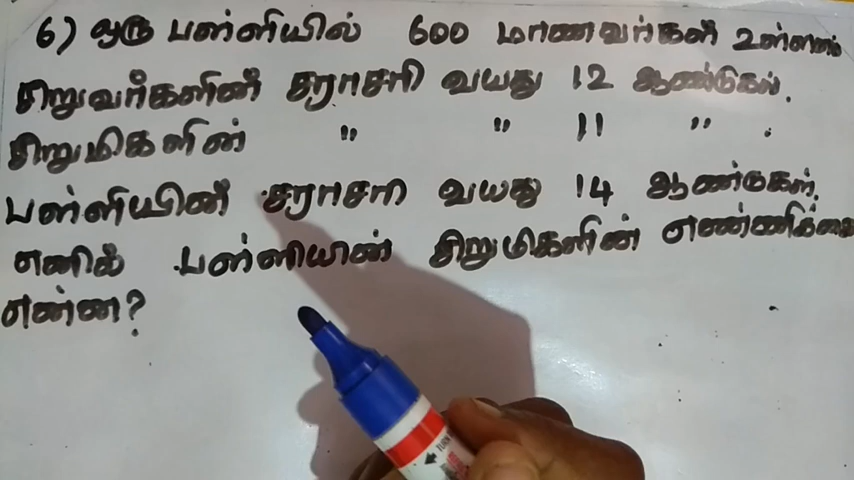 6) ஒரு பள்ளியில் 600 மாணவர்கள் உள்ளனர்
சிறுவர்களின் சராசரி வயது 12 ஆண்டுகள்.
சிறுமிகளின் " " 11 " .
பள்ளியின் சராசரி வயது 14 ஆண்டுகள்.
எனில் பள்ளியின் சிறுமிகளின் எண்ணிக்கை
என்ன?